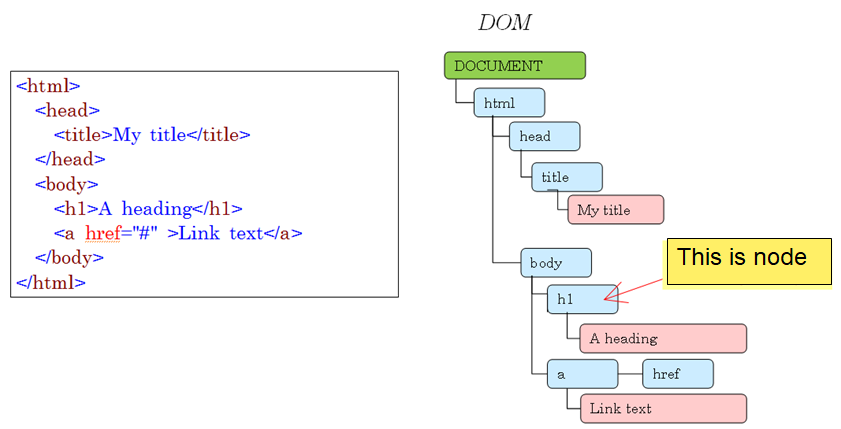 DOM
<html>
<head>
<title>My title</title>
</head>
<body>
<h1>A heading</h1>
<a href="#" >Link text</a>
</body>
</html>
DOCUMENT
html
head
title
My title
body
This is node
h1
A heading
a href
Link text